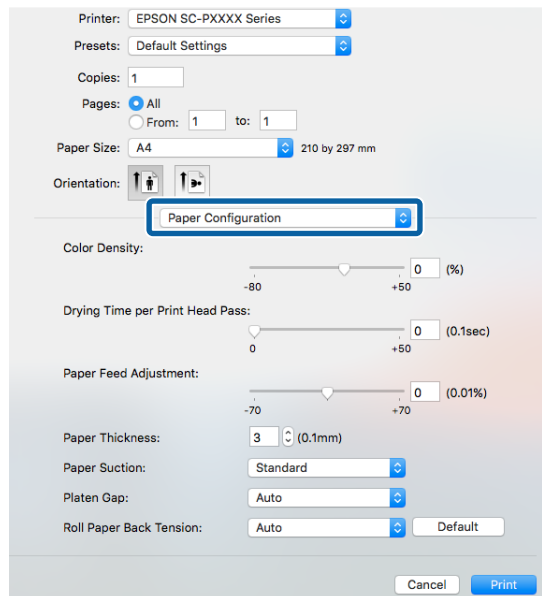 Printer: EPSON SC-PXXXX Series
Presets: Default Settings
Copies: 1
Pages: All
From: 1 to: 1
Paper Size: A4 210 by 297 mm
Orientation:
Paper Configuration
Color Density:
0 (%)
-80 +50
Drying Time per Print Head Pass:
0 (0.1sec)
0 +50
Paper Feed Adjustment:
0 (0.01%)
-70 +70
Paper Thickness: 3 (0.1mm)
Paper Suction: Standard
Platen Gap: Auto
Roll Paper Back Tension: Auto Default
Cancel Print